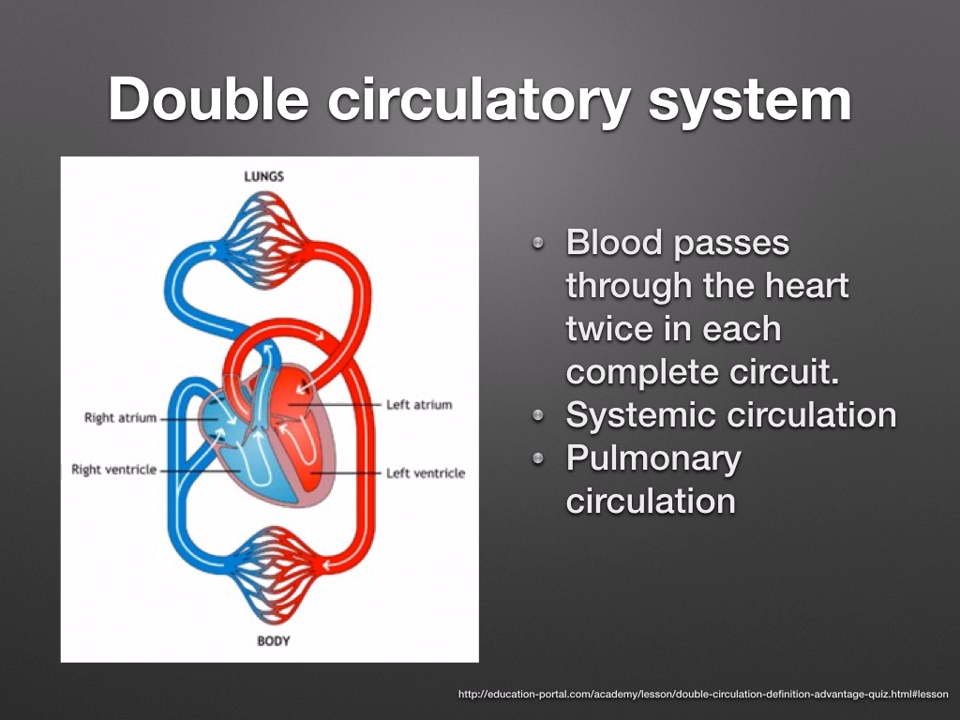 Double circulatory system
LUNGS
Right atrium
Left atrium
Right ventricle
Left ventricle
BODY
• Blood passes
through the heart
twice in each
complete circuit.
• Systemic circulation
• Pulmonary
circulation
http://education-portal.com/academy/lesson/double-circulation-definition-advantage-quiz.html#lesson